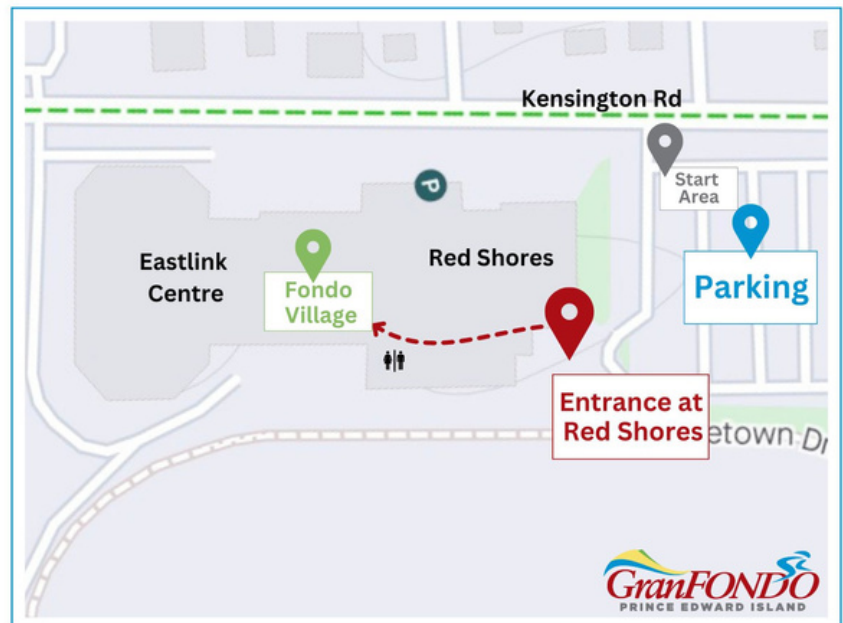 Kensington Rd
P
Start
Area
Eastlink
Centre
Red Shores
Fondo
Village
Parking
Entrance at
Red Shores
etown Dr
GranFONDO
PRINCE EDWARD ISLAND